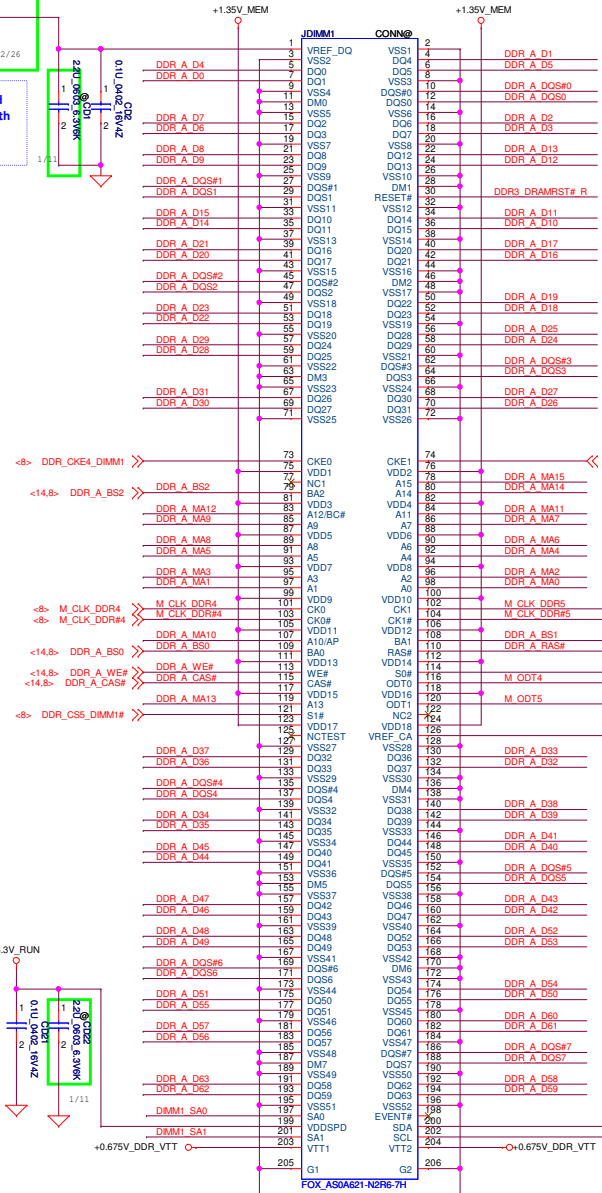 +1.35V_MEM
+1.35V_MEM
JDIMM1 CONN@
2/26
1 VREF_DQ VSS1 2
3 VSS2 DQ4 4 DDR_A_D1
DDR_A_D4 5 DQ0 DQ5 6 DDR_A_D5
DDR_A_D0 7 DQ1 VSS3 8
9 VSS4 DQS#0 10 DDR_A_DQS#0
11 DM0 DQS0 12 DDR_A_DQS0
13 VSS5 VSS6 14
DDR_A_D7 15 DQ2 DQ6 16 DDR_A_D2
DDR_A_D6 17 DQ3 DQ7 18 DDR_A_D3
19 VSS7 VSS8 20
DDR_A_D8 21 DQ8 DQ12 22 DDR_A_D13
DDR_A_D9 23 DQ9 DQ13 24 DDR_A_D12
25 VSS9 VSS10 26
DDR_A_DQS#1 27 DQS#1 DM1 28
DDR_A_DQS1 29 DQS1 RESET# 30 DDR3_DRAMRST#_R
31 VSS11 VSS12 32
DDR_A_D15 33 DQ10 DQ14 34 DDR_A_D11
DDR_A_D14 35 DQ11 DQ15 36 DDR_A_D10
37 VSS13 VSS14 38
DDR_A_D21 39 DQ16 DQ20 40 DDR_A_D17
DDR_A_D20 41 DQ17 DQ21 42 DDR_A_D16
43 VSS15 VSS16 44
DDR_A_DQS#2 45 DQS#2 DM2 46
DDR_A_DQS2 47 DQS2 VSS17 48
49 VSS18 DQ22 50 DDR_A_D19
DDR_A_D23 51 DQ18 DQ23 52 DDR_A_D18
DDR_A_D22 53 DQ19 VSS19 54
55 VSS20 DQ28 56 DDR_A_D25
DDR_A_D29 57 DQ24 DQ29 58 DDR_A_D24
DDR_A_D28 59 DQ25 VSS21 60
61 VSS22 DQS#3 62 DDR_A_DQS#3
63 DM3 DQS3 64 DDR_A_DQS3
65 VSS23 VSS24 66
DDR_A_D31 67 DQ26 DQ30 68 DDR_A_D27
DDR_A_D30 69 DQ27 DQ31 70 DDR_A_D26
71 VSS25 VSS26 72
<8> DDR_CKE4_DIMM1 73 CKE0 CKE1 74
75 VDD1 VDD2 76
77 NC1 A15 78 DDR_A_MA15
<14,8> DDR_A_BS2 DDR_A_BS2 79 BA2 A14 80 DDR_A_MA14
81 VDD3 VDD4 82
DDR_A_MA12 83 A12/BC# A11 84 DDR_A_MA11
DDR_A_MA9 85 A9 A7 86 DDR_A_MA7
87 VDD5 VDD6 88
DDR_A_MA8 89 A8 A6 90 DDR_A_MA6
DDR_A_MA5 91 A5 A4 92 DDR_A_MA4
93 VDD7 VDD8 94
DDR_A_MA3 95 A3 A2 96 DDR_A_MA2
DDR_A_MA1 97 A1 A0 98 DDR_A_MA0
99 VDD9 VDD10 100
<8> M_CLK_DDR4 M_CLK_DDR4 101 CK0 CK1 102 M_CLK_DDR5
<8> M_CLK_DDR#4 M_CLK_DDR#4 103 CK0# CK1# 104 M_CLK_DDR#5
105 VDD11 VDD12 106
DDR_A_MA10 107 A10/AP BA1 108 DDR_A_BS1
<14,8> DDR_A_BS0 DDR_A_BS0 109 BA0 RAS# 110 DDR_A_RAS#
111 VDD13 VDD14 112
<14,8> DDR_A_WE# DDR_A_WE# 113 WE# S0# 114
<14,8> DDR_A_CAS# DDR_A_CAS# 115 CAS# ODT0 116 M_ODT4
117 VDD15 VDD16 118
DDR_A_MA13 119 A13 ODT1 120 M_ODT5
<8> DDR_CS5_DIMM1# 121 S1# NC2 122
123 VDD17 VDD18 124
125 NCTEST VREF_CA 126
127 VSS27 VSS28 128
DDR_A_D37 129 DQ32 DQ36 130 DDR_A_D33
DDR_A_D36 131 DQ33 DQ37 132 DDR_A_D32
133 VSS29 VSS30 134
DDR_A_DQS#4 135 DQS#4 DM4 136
DDR_A_DQS4 137 DQS4 VSS31 138
139 VSS32 DQ38 140 DDR_A_D38
DDR_A_D34 141 DQ34 DQ39 142 DDR_A_D39
DDR_A_D35 143 DQ35 VSS33 144
145 VSS34 DQ44 146 DDR_A_D41
DDR_A_D45 147 DQ40 DQ45 148 DDR_A_D40
DDR_A_D44 149 DQ41 VSS35 150
151 VSS36 DQS#5 152 DDR_A_DQS#5
153 DM5 DQS5 154 DDR_A_DQS5
155 VSS37 VSS38 156
DDR_A_D47 157 DQ42 DQ46 158 DDR_A_D43
DDR_A_D46 159 DQ43 DQ47 160 DDR_A_D42
161 VSS39 VSS40 162
DDR_A_D48 163 DQ48 DQ52 164 DDR_A_D52
DDR_A_D49 165 DQ49 DQ53 166 DDR_A_D53
167 VSS41 VSS42 168
DDR_A_DQS#6 169 DQS#6 DM6 170
DDR_A_DQS6 171 DQS6 VSS43 172
173 VSS44 DQ54 174 DDR_A_D54
DDR_A_D51 175 DQ50 DQ55 176 DDR_A_D50
DDR_A_D55 177 DQ51 VSS45 178
179 VSS46 DQ60 180 DDR_A_D60
DDR_A_D57 181 DQ56 DQ61 182 DDR_A_D61
DDR_A_D56 183 DQ57 VSS47 184
185 VSS48 DQS#7 186 DDR_A_DQS#7
187 DM7 DQS7 188 DDR_A_DQS7
189 VSS49 VSS50 190
DDR_A_D63 191 DQ58 DQ62 192 DDR_A_D58
DDR_A_D62 193 DQ59 DQ63 194 DDR_A_D59
195 VSS51 VSS52 196
DIMM1_SA0 197 SA0 EVENT# 198
199 VDDSPD SDA 200
DIMM1_SA1 201 SA1 SCL 202
+0.675V_DDR_VTT 203 VTT1 VTT2 204 +0.675V_DDR_VTT
205 G1 G2 206
FOX_AS0A621-N2R6-7H
1 2 @CD1 2.2U_0603_6.3V6K
1 2 CD2 0.1U_0402_16V4Z
1/11
.3V_RUN
1 2 CD21 0.1U_0402_16V4Z
1 2 @CD22 2.2U_0603_6.3V6K
1/11